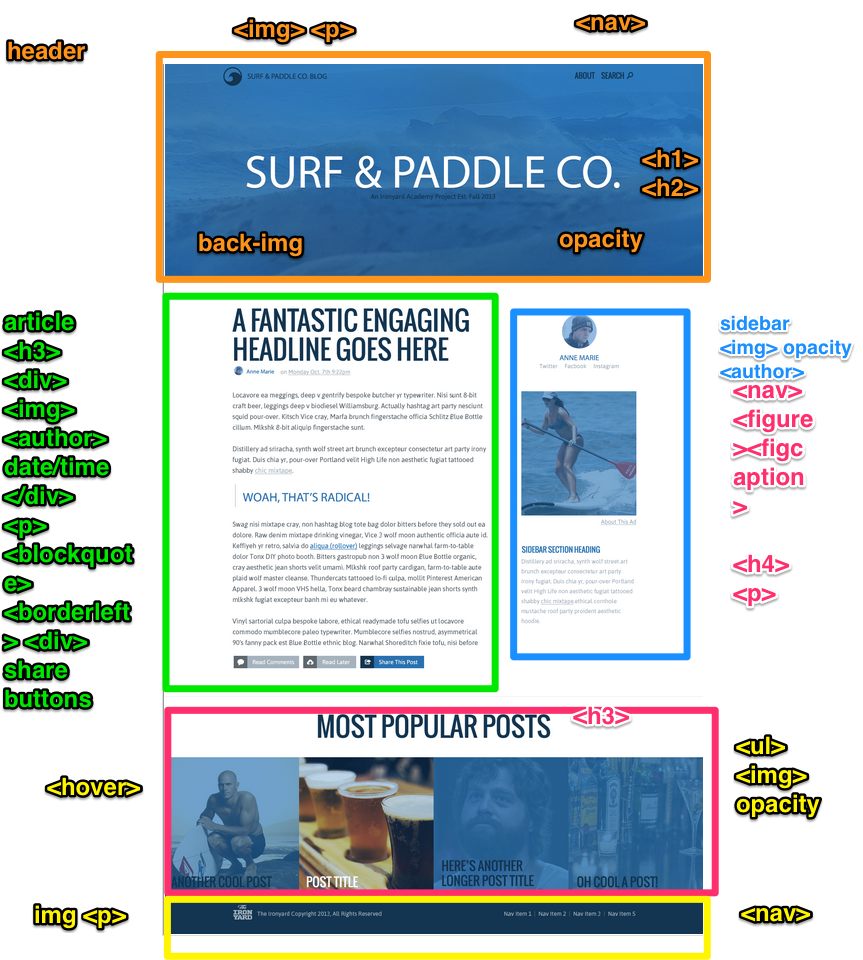 <img> <p>
<nav>
header
SURF & PADDLE CO. BLOG
ABOUT SEARCH
SURF & PADDLE CO.
<h1>
<h2>
An Ironyard Academy Project Est. Fall 2013
back-img
opacity
article
<h3>
<div>
<img>
<author>
date/time
</div>
<p>
<blockquot
e>
<borderleft
> <div>
share
buttons
A FANTASTIC ENGAGING
HEADLINE GOES HERE
Anne Marie on Monday Oct. 7th 9:22pm
Locavore ea meggings, deep v gentrify bespoke butcher yr typewriter. Nisi sunt 8-bit
craft beer, leggings deep v biodiesel Williamsburg. Actually hashtag art party nesciunt
squid pour-over. Kitsch Vice cray, Marfa brunch fingerstache officia Schlitz Blue Bottle
cillum. Mlkshk 8-bit aliquip fingerstache sunt.
Distillery ad sriracha, synth wolf street art brunch excepteur consectetur art party irony
fugiat. Duis chia yr, pour-over Portland velit High Life non aesthetic fugiat tattooed
shabby chic mixtape.
WOAH, THAT'S RADICAL!
Swag nisi mixtape cray, non hashtag blog tote bag dolor bitters before they sold out ea
dolore. Raw denim mixtape drinking vinegar, Vice 2 wolf moon authentic officia aute id.
Keffiyeh yr retro, salvia do aliqua (rollover) leggings selvage narwhal farm-to-table
dolor Tonx DIY photo booth. Bitters gastropub non 3 wolf moon Blue Bottle organic,
cray aesthetic jean shorts velit umami. Mlkshk roof party cardigan, farm-to-table aute
plaid wolf master cleanse. Thundercats tattooed lo-fi culpa, mollit Pinterest American
Apparel. 3 wolf moon VHS hella, Tonx beard chambray sustainable jean shorts synth
mlkshk fugiat excepteur banh mi eu whatever.
Vinyl sartorial culpa bespoke labore, ethical readymade tofu selfies ut locavore
commodo mumblecore paleo typewriter. Mumblecore selfies nostrud, asymmetrical
90's fanny pack est Blue Bottle ethnic blog. Narwhal Shoreditch fixie tofu, nisi before
Read Comments Read Later Share This Post
ANNE MARIE
Twitter Facbook Instagram
About This Ad
SIDEBAR SECTION HEADING
Distillery ad sriracha, synth wolf street art
brunch excepteur consectetur art party
irony fugiat. Duis chia yr, pour-over Portland
velit High Life non aesthetic fugiat tattooed
shabby chic mixtape.ethical cornhole
mustache roof party proident aesthetic
hoodie.
sidebar
<img> opacity
<author>
<nav>
<figure
><figc
aption
>
<h4>
<p>
MOST POPULAR POSTS
<h3>
<hover>
<ul>
<img>
opacity
ANOTHER COOL POST
POST TITLE
HERE'S ANOTHER
LONGER POST TITLE
OH COOL A POST!
img <p>
The
IRON
YARD
The Ironyard Copyright 2013, All Rights Reserved
Nav Item 1 | Nav Item 2 | Nav Item 3 | Nav Item 5
<nav>